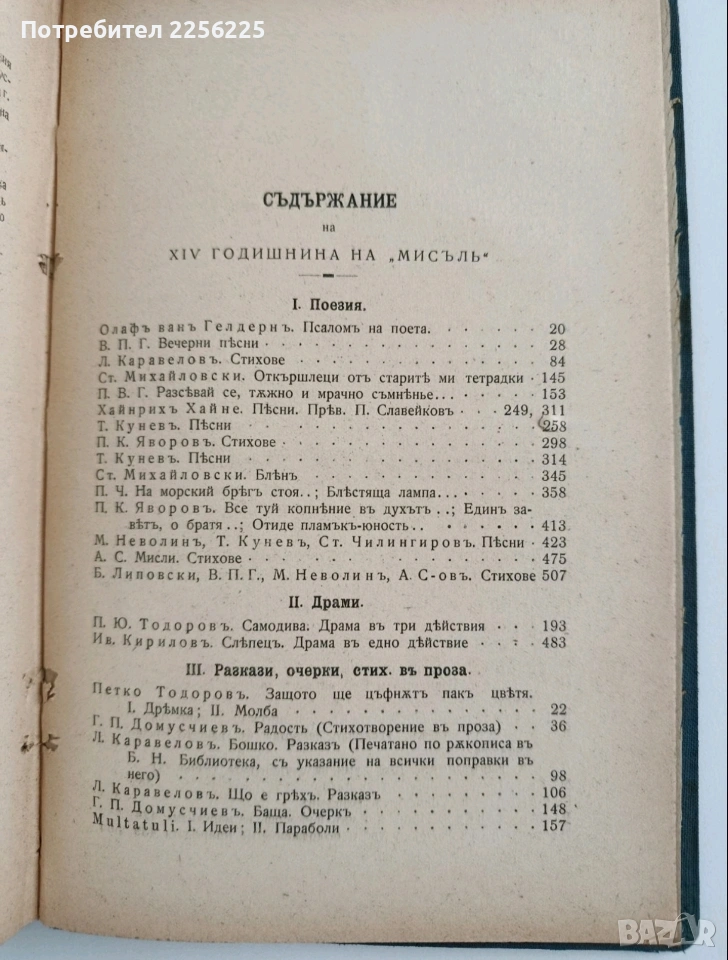 Потребител 2256225
СЪДЪРЖАНИЕ
на
XIV ГОДИШНИНА НА „МИСЪЛЬ“
I. Поезия.
Олафъ ванъ Гелдернъ. Псаломъ на поета. 20
В. П. Г. Вечерни пѣсни 28
Л. Каравеловъ. Стихове 84
Ст. Михайловски. Откършлеци отъ старитѣ ми тетрадки 145
П. В. Г. Разсѣвай се, тѫжно и мрачно съмнѣнье.. 153
Хайнрихъ Хайне. Пѣсни. Прѣв. П. Славейковъ 249, 311
Т. Куневъ. Пѣсни 258
П. К. Яворовъ. Стихове 298
Т. Куневъ. Пѣсни 314
Ст. Михайловски. Блѣнъ 345
П. Ч. На морский брѣгъ стоя..; Блѣстяща лампа.. 358
П. К. Яворовъ. Все туй копнѣние въ духътъ..; Единъ за-
вѣтъ, о братя..; Отиде пламъкъ-юность.. 413
М. Неволинъ, Т. Куневъ, Ст. Чилингировъ. Пѣсни 423
А. С. Мисли. Стихове 475
Б. Липовски, В. П. Г., М. Неволинъ, А. С-овъ. Стихове 507
II. Драми.
П. Ю. Тодоровъ. Самодива. Драма въ три дѣйствия 193
Ив. Кириловъ. Слѣпецъ. Драма въ едно дѣйствие 483
III. Разкази, очерки, стих. въ проза.
Петко Тодоровъ. Защото ще цъфнѫтъ пакъ цвѣтя.
I. Дрѣмка; II. Молба 22
Г. П. Домусчиевъ. Радость (Стихотворение въ проза) 36
Л. Каравеловъ. Бошко. Разказъ (Печатано по рѫкописа въ
Б. Н. Библиотека, съ указание на всички поправки въ
него) 98
Л. Каравеловъ. Що е грѣхъ. Разказъ 106
Г. П. Домусчиевъ. Баща. Очеркъ 148
Multatuli. I. Идеи; II. Параболи 157
BAZAR